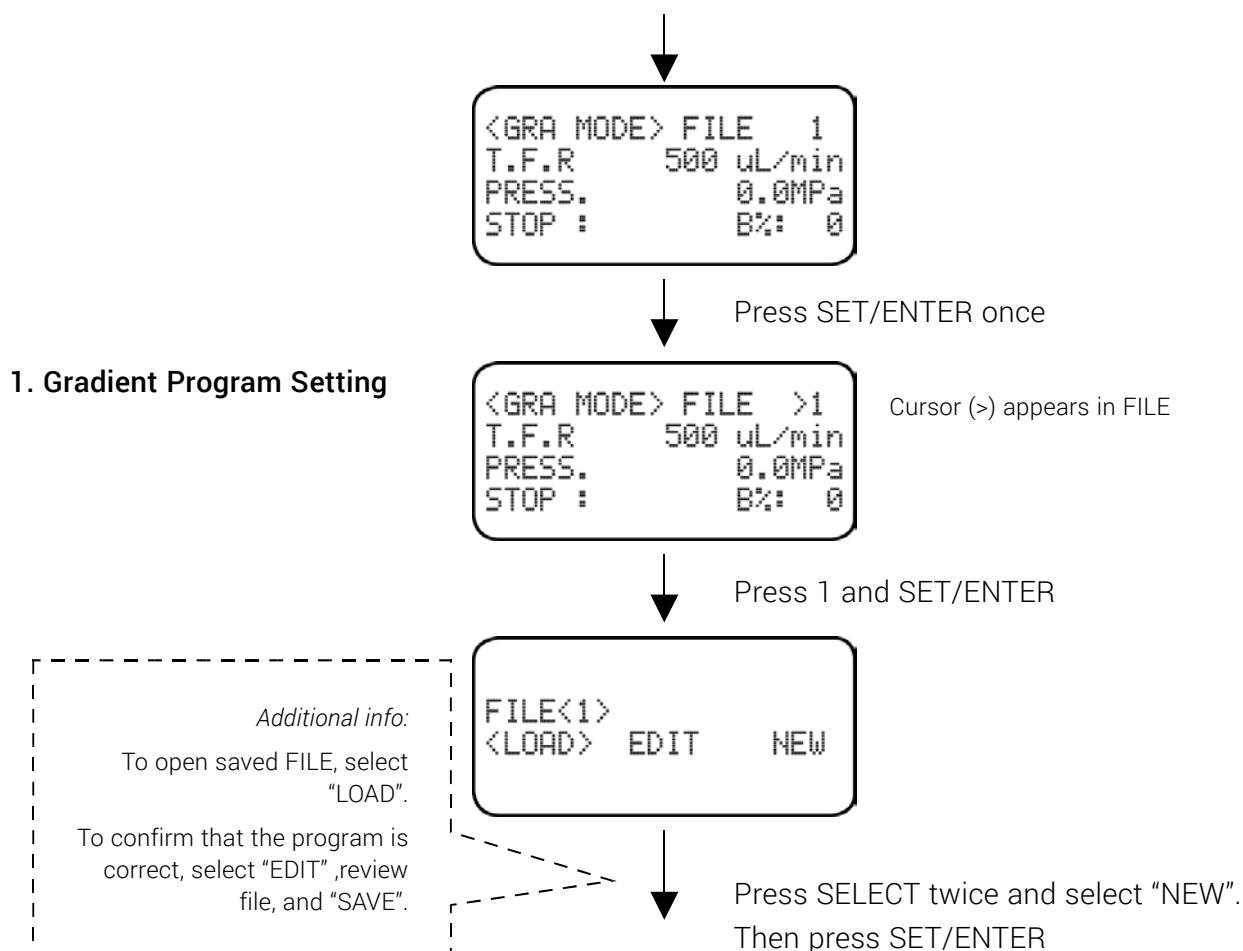 <GRA MODE> FILE 1
T.F.R 500 uL/min
PRESS. 0.0MPa
STOP : B%: 0
Press SET/ENTER once
1. Gradient Program Setting
<GRA MODE> FILE >1
T.F.R 500 uL/min
PRESS. 0.0MPa
STOP : B%: 0
Cursor (>) appears in FILE
Press 1 and SET/ENTER
FILE<1>
<LOAD> EDIT NEW
Additional info:
To open saved FILE, select
“LOAD”.
To confirm that the program is
correct, select “EDIT” ,review
file, and “SAVE”.
Press SELECT twice and select “NEW”.
Then press SET/ENTER